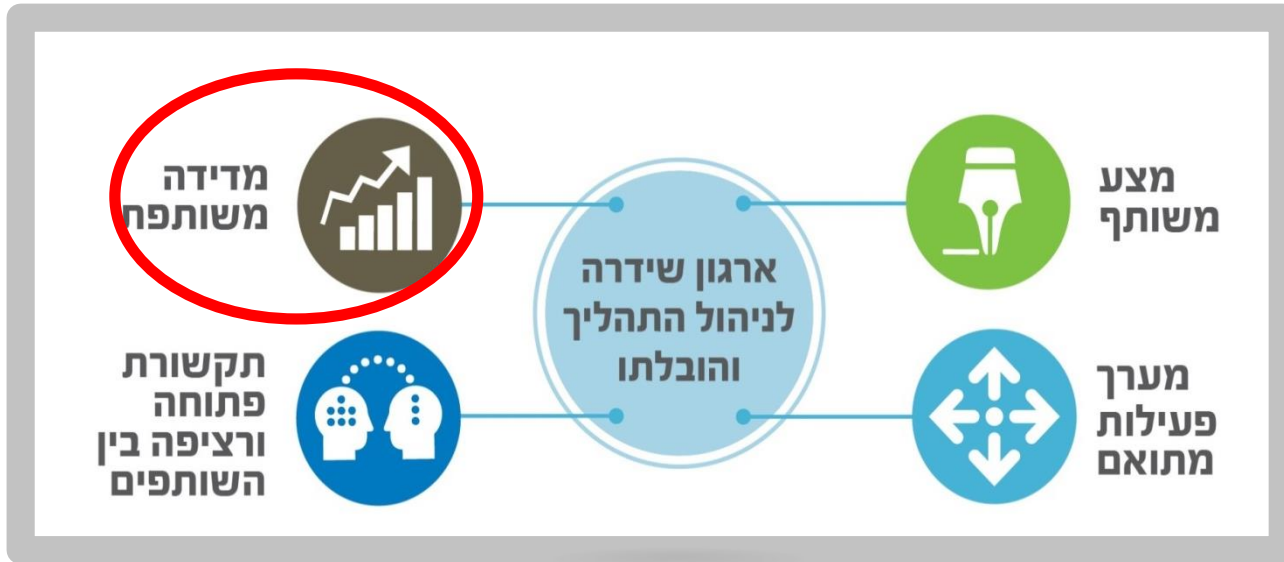 מצע
משותף
מדידה
משותפת
ארגון שידרה
לניהול התהליך
והובלתו
מערך
פעילות
מתואם
תקשורת
פתוחה
ורציפה בין
השותפים